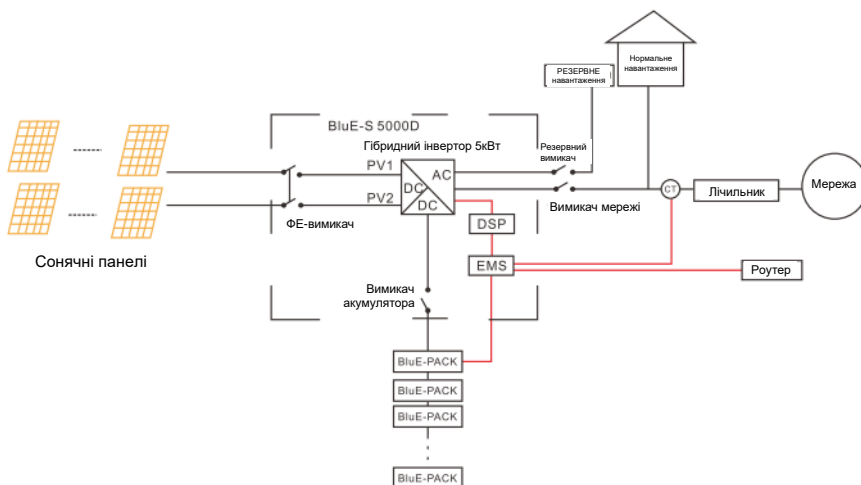 Нормальне
навантаження
РЕЗЕРВНЕ
навантаження
BluE-S 5000D
Гібридний інвертор 5кВт
Резервний
вимикач
PV1
AC
DC
DC
PV2
CT
Лічильник
Мережа
ФЕ-вимикач
DSP
Вимикач мережі
Сонячні панелі
EMS
Роутер
Вимикач
акумулятора
BluE-PACK
BluE-PACK
BluE-PACK
BluE-PACK